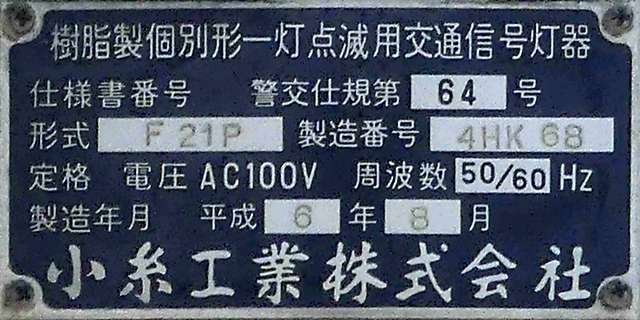 樹脂製個別形一灯点滅用交通信号灯器
仕様書番号 警交仕規第 64 号
形式 F 21P 製造番号 4HK 68
定格 電圧 AC100V 周波数 50/60 Hz
製造年月 平成 6 年 8 月
小糸工業株式会社